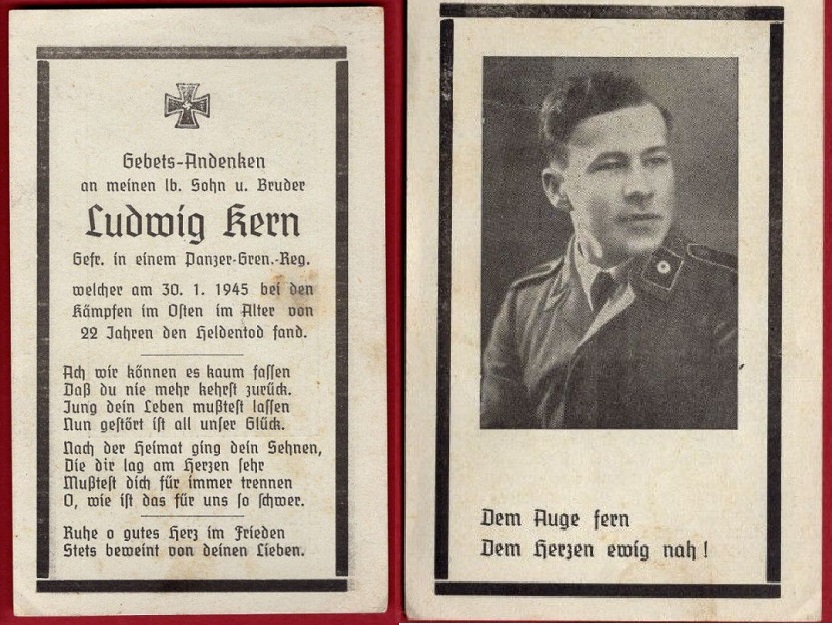 Gebets-Andenken
an meinen lb. Sohn u. Bruder
Ludwig Kern
Gefr. in einem Panzer-Gren.-Reg.
welcher am 30. 1. 1945 bei den
Kämpfen im Osten im Alter von
22 Jahren den Heldentod fand.
Ach wir können es kaum fassen
Daß du nie mehr kehrst zurück.
Jung dein Leben mußtest lassen
Nun gestört ist all unser Glück.
Nach der Heimat ging dein Sehnen,
Die dir lag am Herzen sehr
Mußtest dich für immer trennen
O, wie ist das für uns so schwer.
Ruhe o gutes Herz im Frieden
Stets beweint von deinen Lieben.
Dem Auge fern
Dem Herzen ewig nah!